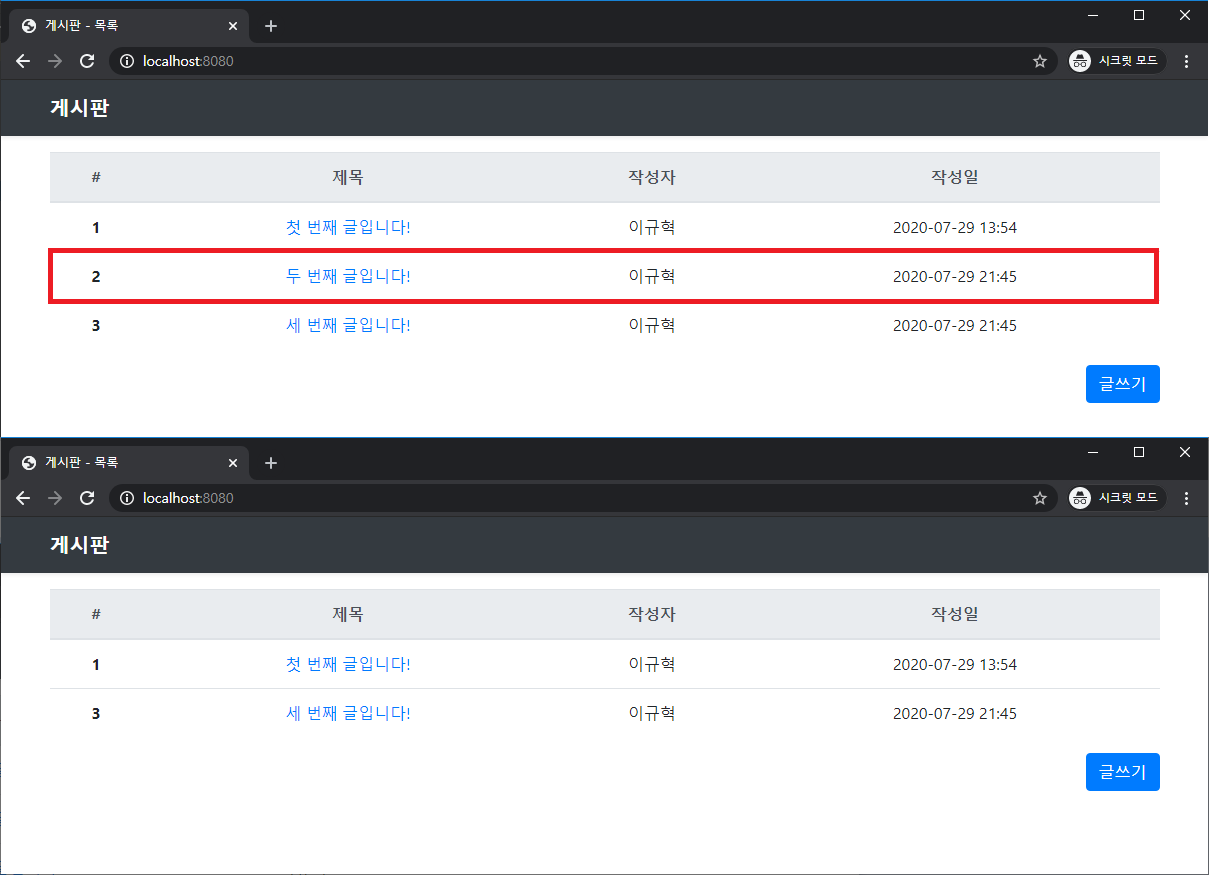 게시판 - 목록
localhost:8080 시크릿 모드
게시판
# 제목 작성자 작성일
1 첫 번째 글입니다! 이규혁 2020-07-29 13:54
2 두 번째 글입니다! 이규혁 2020-07-29 21:45
3 세 번째 글입니다! 이규혁 2020-07-29 21:45
글쓰기
게시판 - 목록
localhost:8080 시크릿 모드
게시판
# 제목 작성자 작성일
1 첫 번째 글입니다! 이규혁 2020-07-29 13:54
3 세 번째 글입니다! 이규혁 2020-07-29 21:45
글쓰기